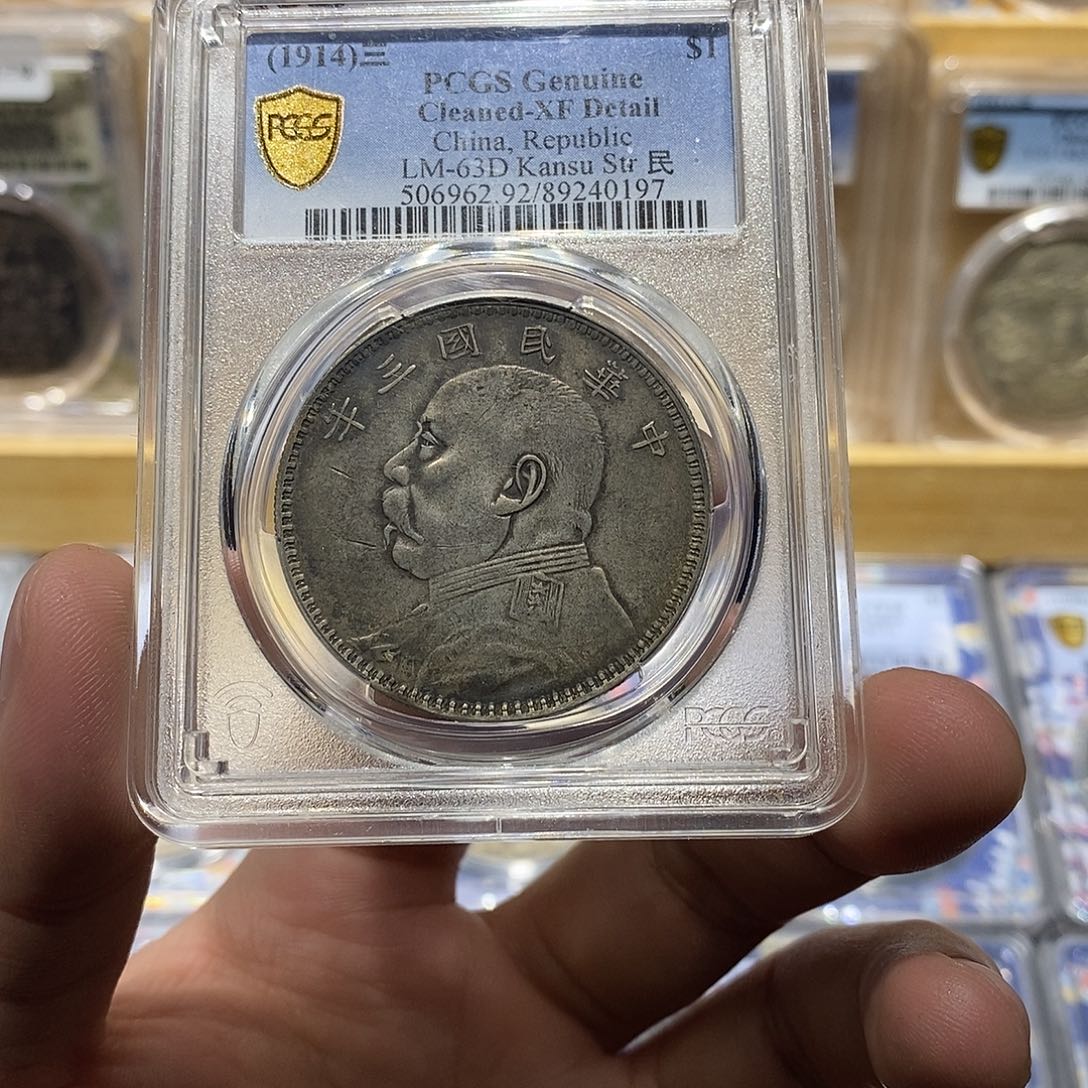 (1914)三 $1
PCGS Genuine
Cleaned-XF Detail
China, Republic
LM-63D Kansu Str 民
506962.92/89240197
PCGS
中華民國三年
PCGS